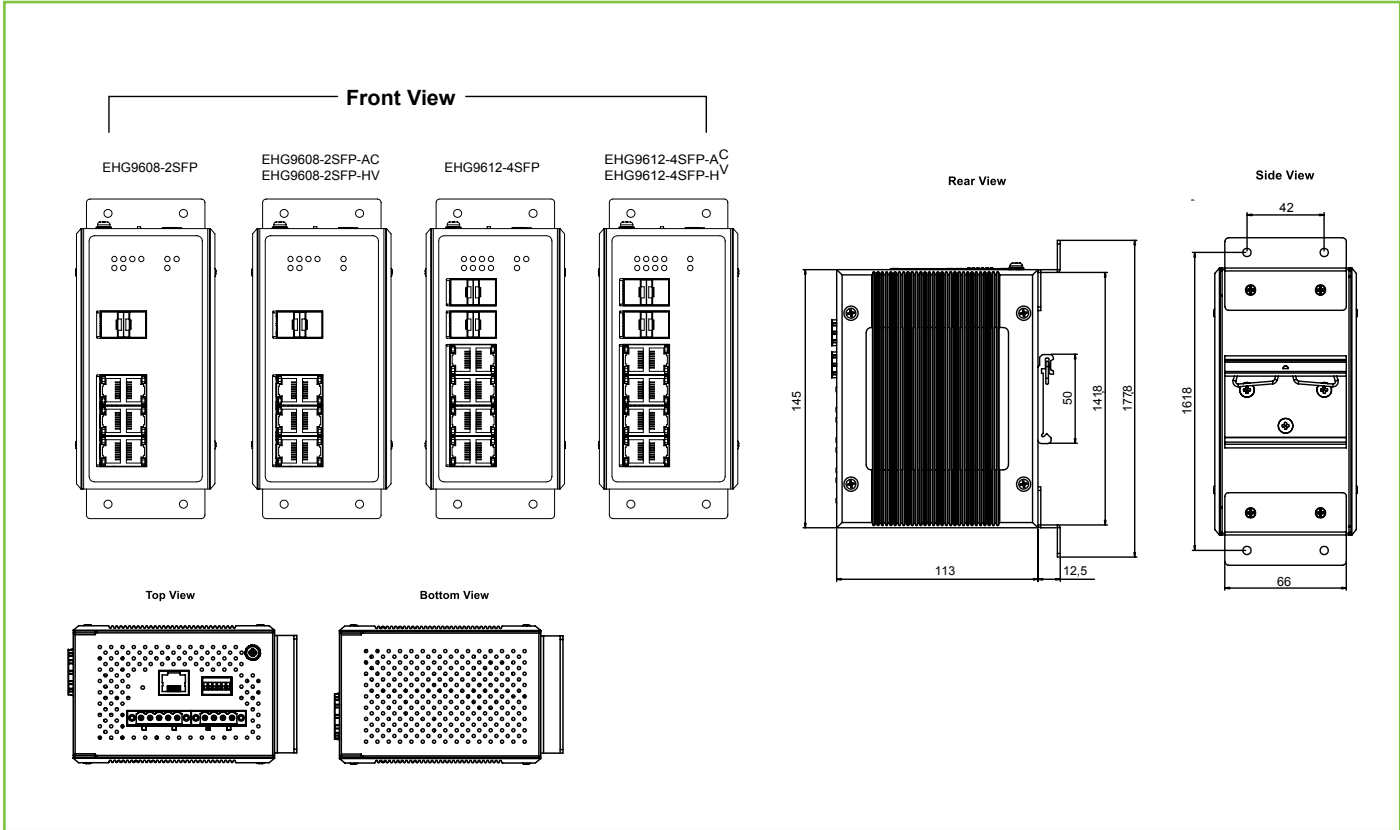 Front View
EHG9608-2SFP
EHG9608-2SFP-AC
EHG9608-2SFP-HV
EHG9612-4SFP
EHG9612-4SFP-AC
EHG9612-4SFP-HV
Rear View
145
50
1418
1778
113
12,5
Side View
42
1618
66
Top View
Bottom View